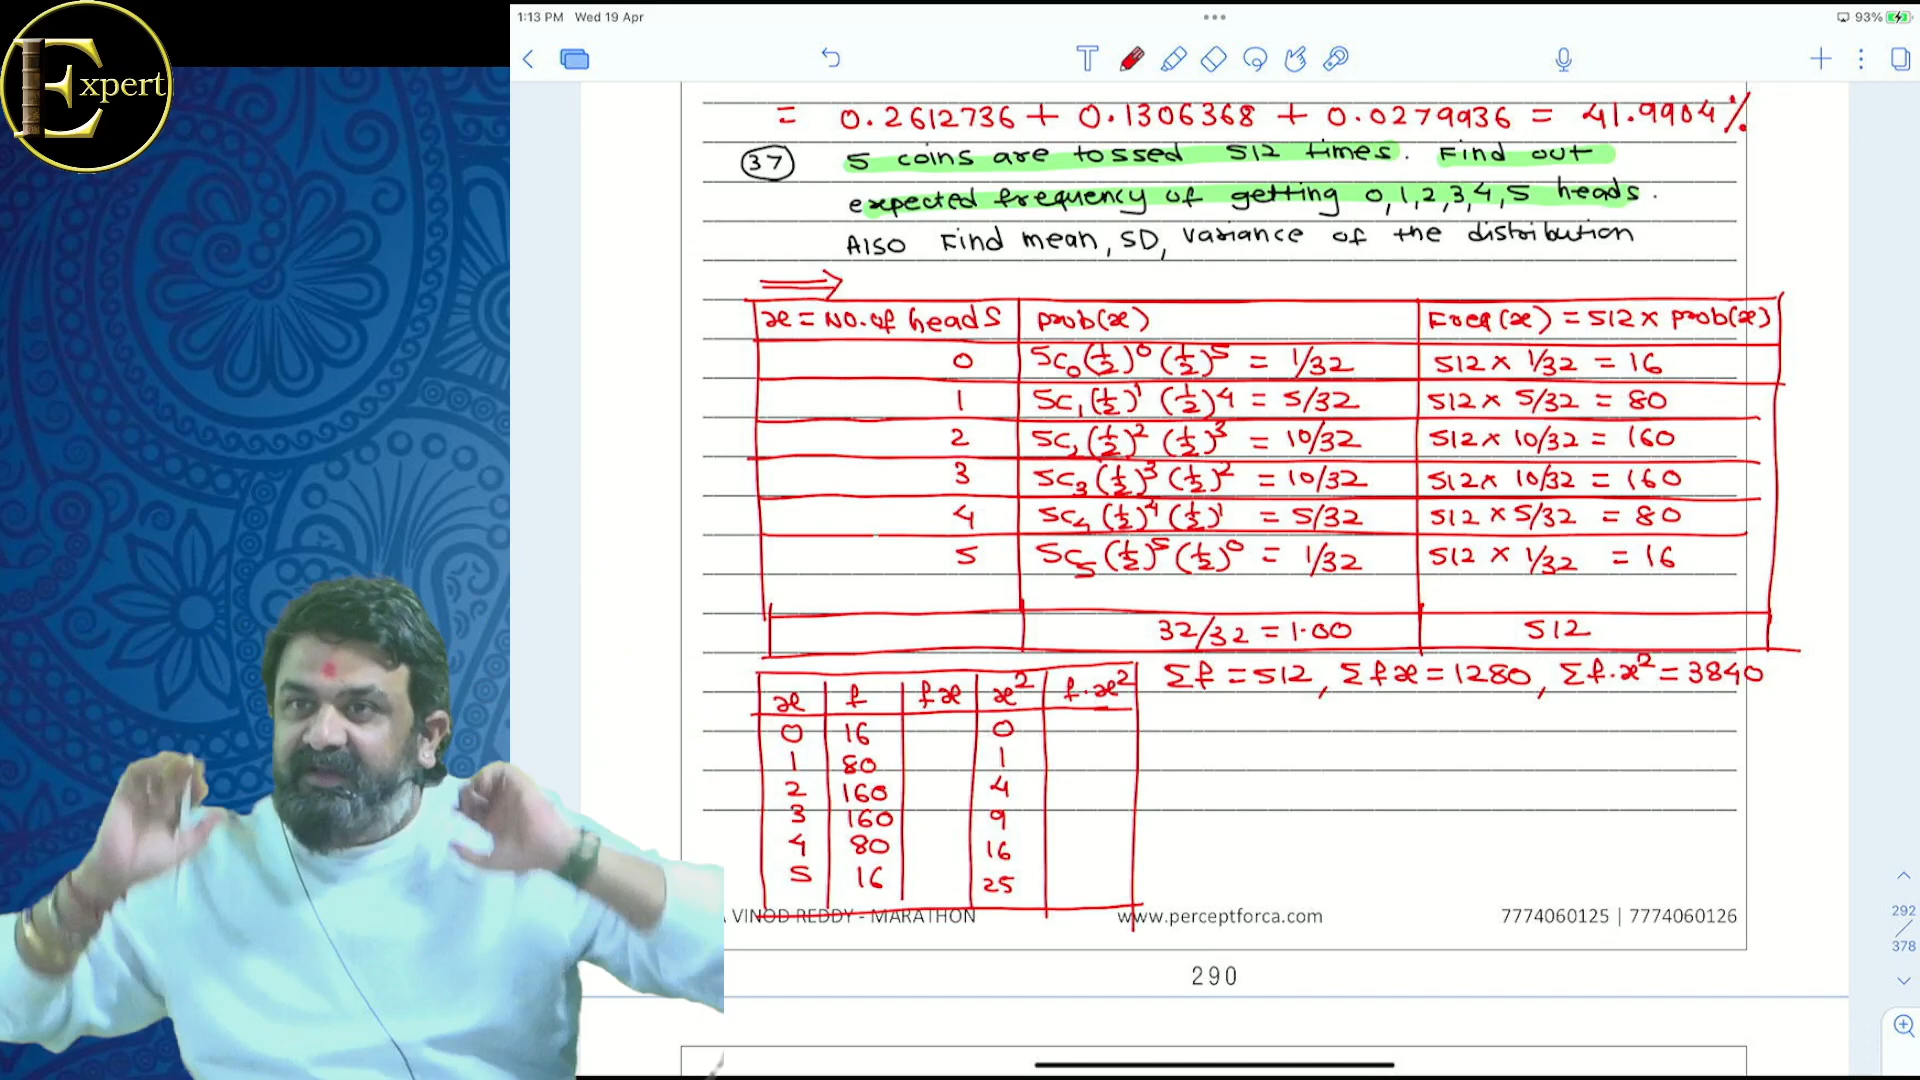 Expert
1:13 PM Wed 19 Apr
93%
= 0.2612736 + 0.1306368 + 0.0279936 = 41.9904%
37 5 coins are tossed 512 times. Find out
expected frequency of getting 0,1,2,3,4,5 heads.
Also Find mean, SD, variance of the distribution
x = No. of heads prob(x) Freq(x) = 512 x prob(x)
0 5C₀(1/2)⁰(1/2)⁵ = 1/32 512 x 1/32 = 16
1 5C₁(1/2)¹(1/2)⁴ = 5/32 512 x 5/32 = 80
2 5C₂(1/2)²(1/2)³ = 10/32 512 x 10/32 = 160
3 5C₃(1/2)³(1/2)² = 10/32 512 x 10/32 = 160
4 5C₄(1/2)⁴(1/2)¹ = 5/32 512 x 5/32 = 80
5 5C₅(1/2)⁵(1/2)⁰ = 1/32 512 x 1/32 = 16
32/32 = 1.00 512
Σf = 512, Σfx = 1280, Σf.x² = 3840
x f fx x² f.x²
0 16 0
1 80 1
2 160 4
3 160 9
4 80 16
5 16 25
VINOD REDDY - MARATHON www.perceptforca.com 7774060125 | 7774060126
292
/
378
290